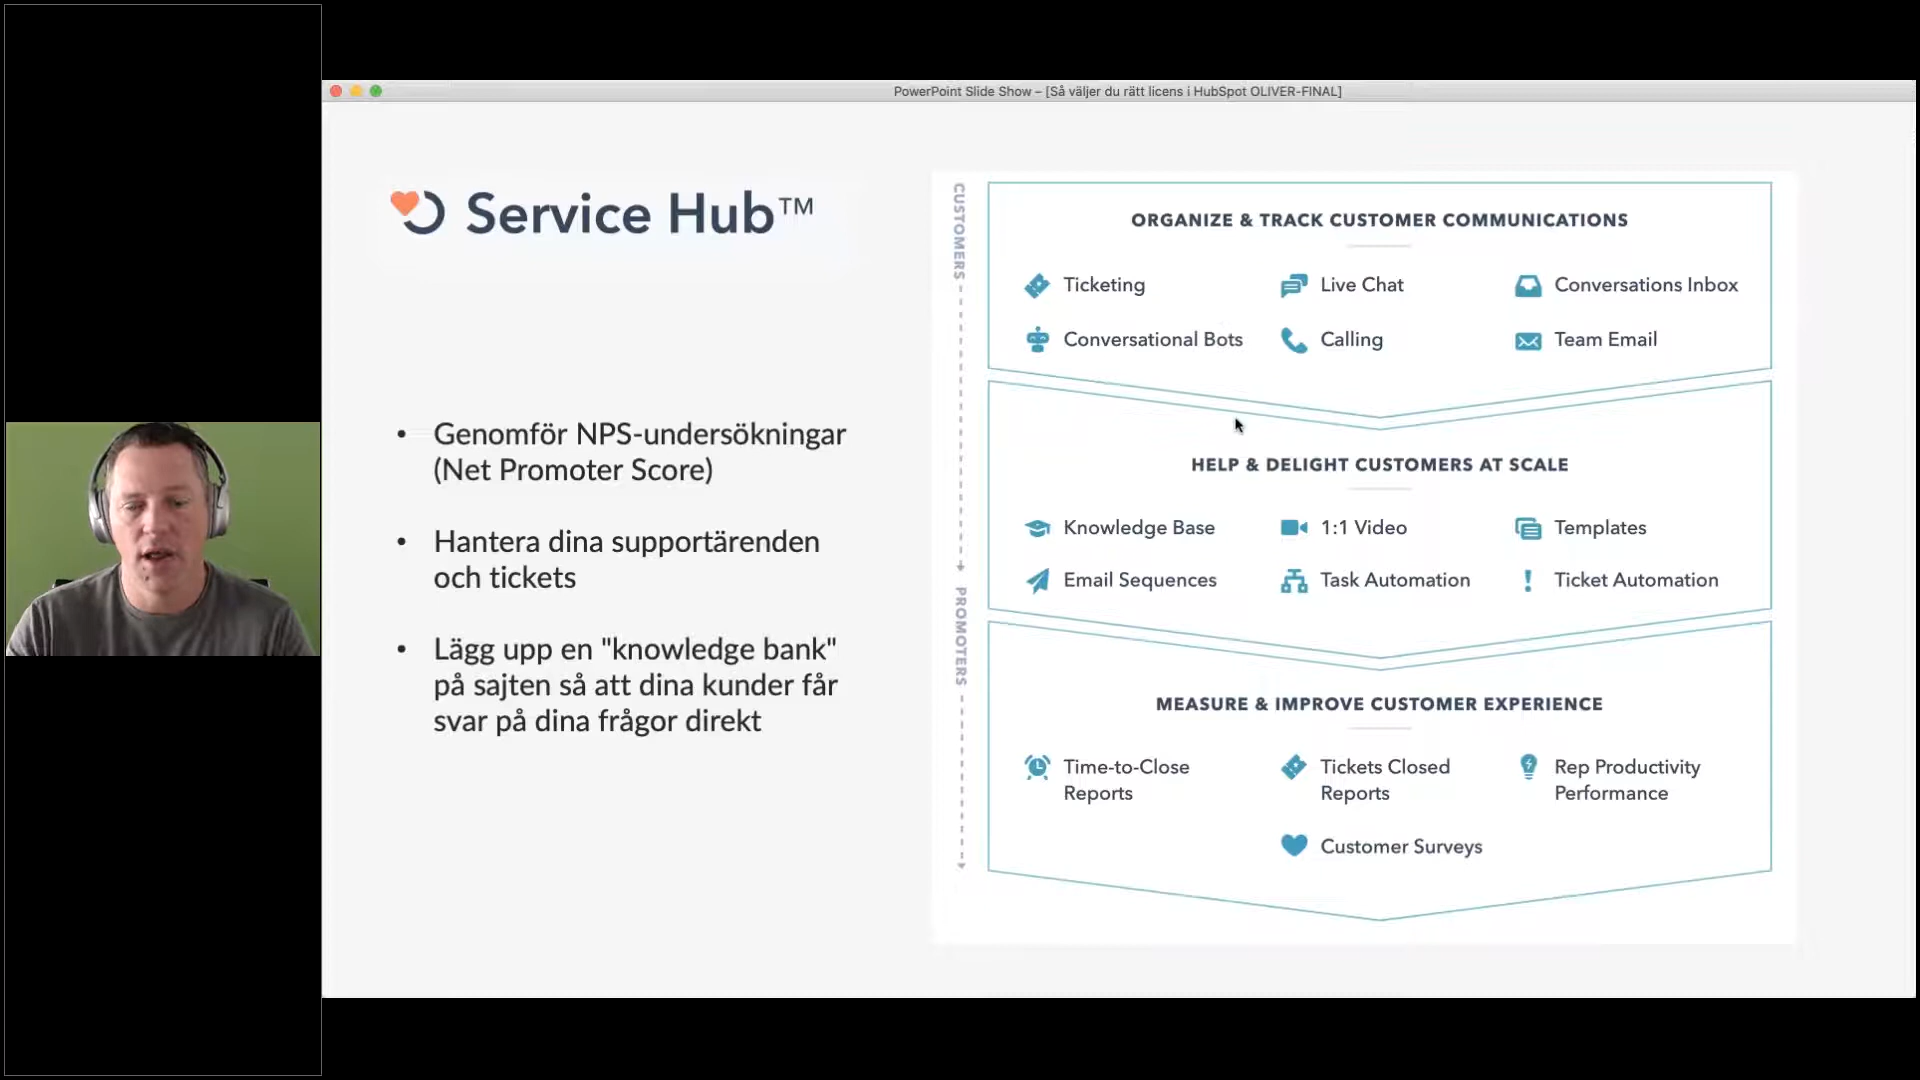 PowerPoint Slide Show – [Så väljer du rätt licens i HubSpot OLIVER-FINAL]
Service Hub™
• Genomför NPS-undersökningar
(Net Promoter Score)
• Hantera dina supportärenden
och tickets
• Lägg upp en "knowledge bank"
på sajten så att dina kunder får
svar på dina frågor direkt
CUSTOMERS
PROMOTERS
ORGANIZE & TRACK CUSTOMER COMMUNICATIONS
Ticketing
Live Chat
Conversations Inbox
Conversational Bots
Calling
Team Email
HELP & DELIGHT CUSTOMERS AT SCALE
Knowledge Base
1:1 Video
Templates
Email Sequences
Task Automation
Ticket Automation
MEASURE & IMPROVE CUSTOMER EXPERIENCE
Time-to-Close
Reports
Tickets Closed
Reports
Rep Productivity
Performance
Customer Surveys